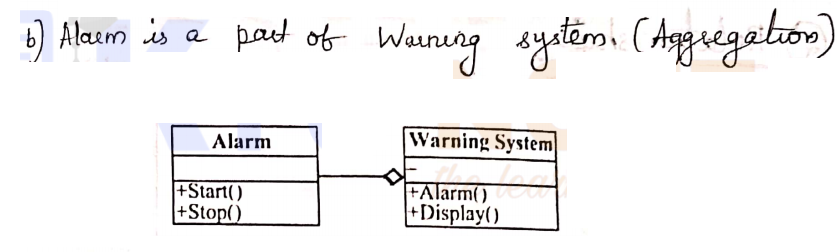 b) Alarm is a part of Warning system. (Aggregation)
Alarm
+Start()
+Stop()
Warning System
+Alarm()
+Display()